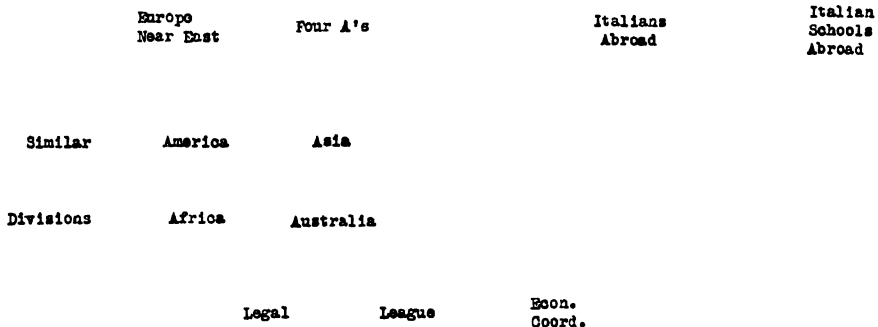 Europe
Near East
Four A's
Italians
Abroad
Italian
Schools
Abroad
Similar America Asia
Divisions Africa Australia
Legal League
Econ.
Coord.